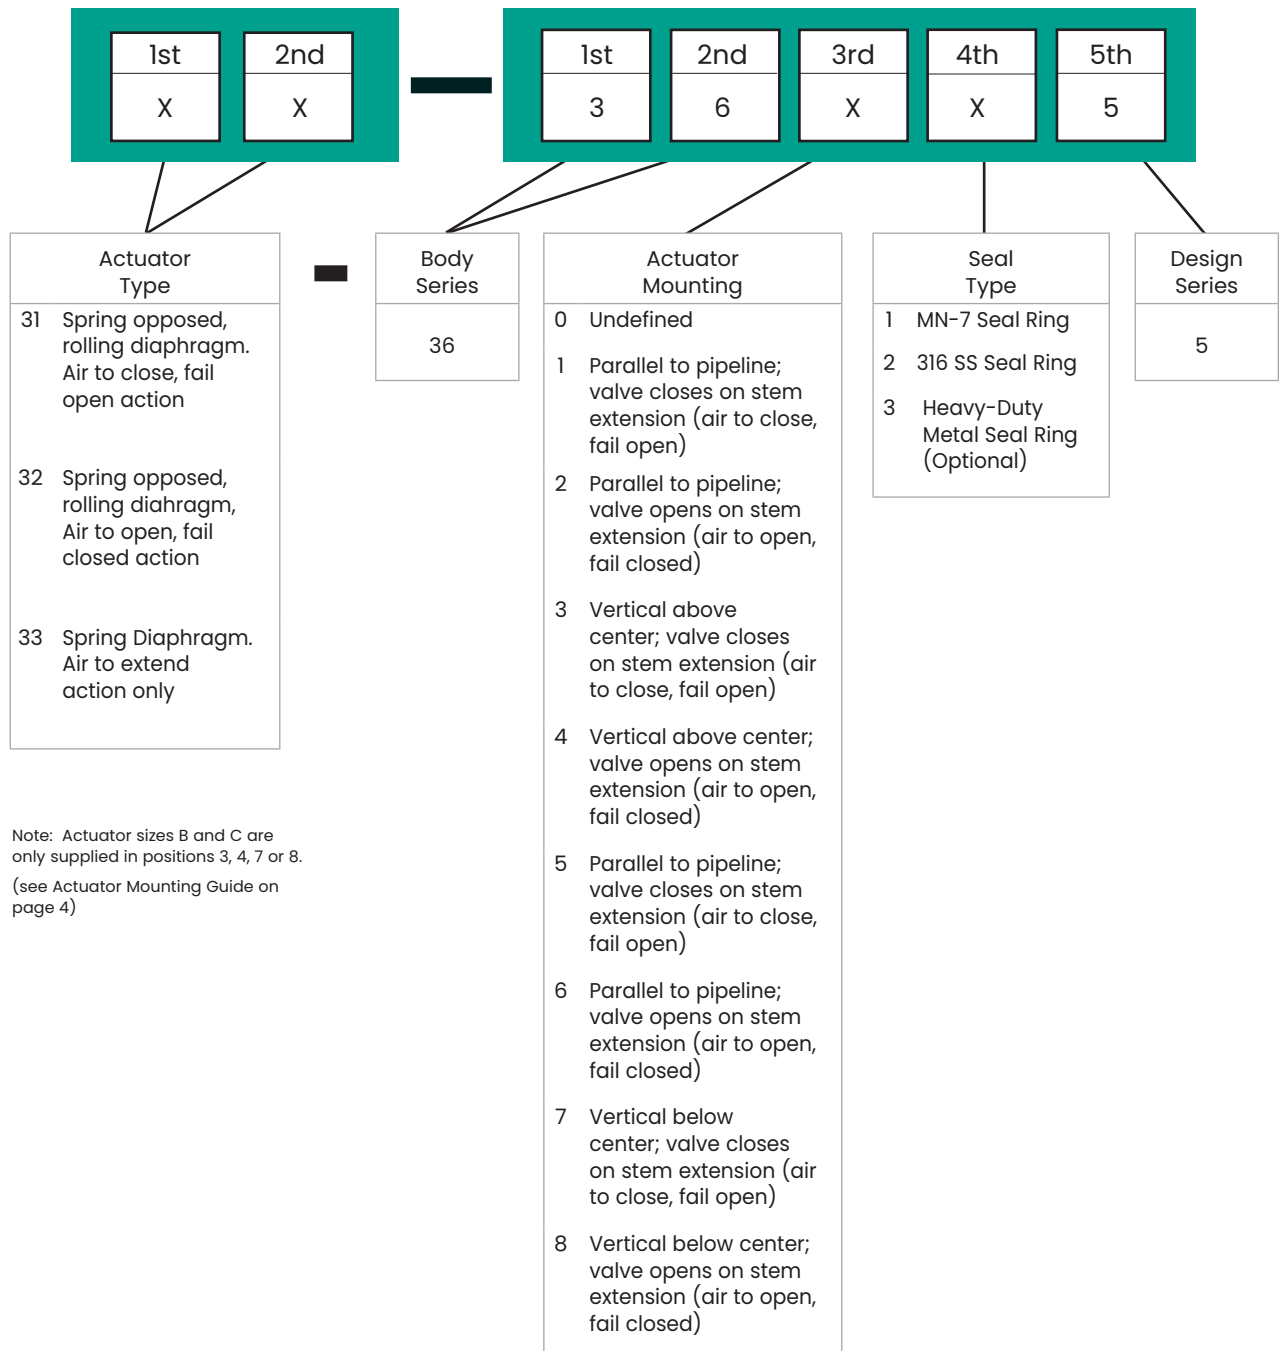 1st 2nd 1st 2nd 3rd 4th 5th
X X 3 6 X X 5
Actuator
Type
31 Spring opposed,
rolling diaphragm.
Air to close, fail
open action
32 Spring opposed,
rolling diahragm,
Air to open, fail
closed action
33 Spring Diaphragm.
Air to extend
action only
Note: Actuator sizes B and C are
only supplied in positions 3, 4, 7 or 8.
(see Actuator Mounting Guide on
page 4)
Body
Series
36
Actuator
Mounting
0 Undefined
1 Parallel to pipeline;
valve closes on stem
extension (air to close,
fail open)
2 Parallel to pipeline;
valve opens on stem
extension (air to open,
fail closed)
3 Vertical above
center; valve closes
on stem extension (air
to close, fail open)
4 Vertical above center;
valve opens on stem
extension (air to open,
fail closed)
5 Parallel to pipeline;
valve closes on stem
extension (air to close,
fail open)
6 Parallel to pipeline;
valve opens on stem
extension (air to open,
fail closed)
7 Vertical below
center; valve closes
on stem extension (air
to close, fail open)
8 Vertical below center;
valve opens on stem
extension (air to open,
fail closed)
Seal
Type
1 MN-7 Seal Ring
2 316 SS Seal Ring
3 Heavy-Duty
Metal Seal Ring
(Optional)
Design
Series
5